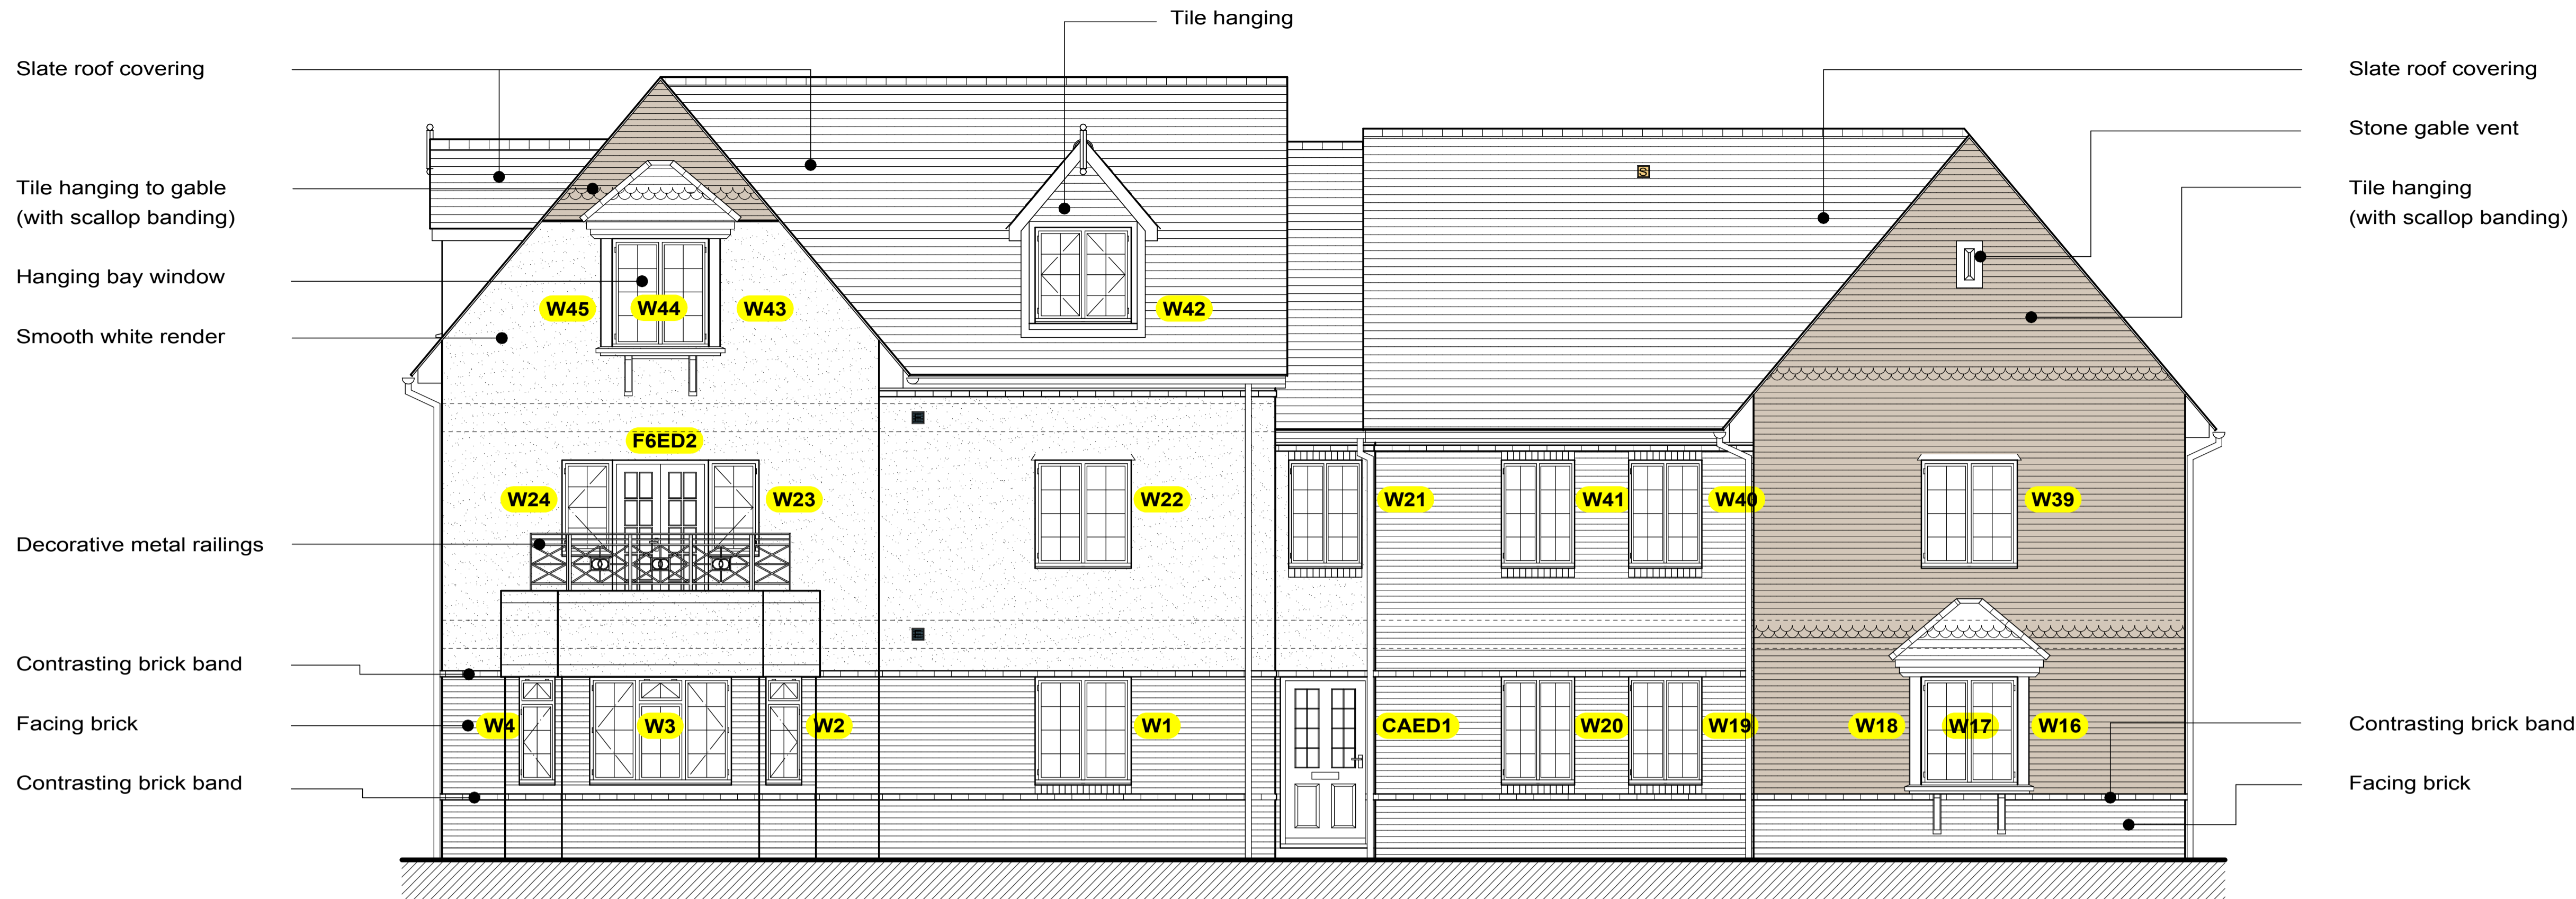 Tile hanging
Slate roof covering
Tile hanging to gable
(with scallop banding)
Hanging bay window
Smooth white render
Decorative metal railings
Contrasting brick band
Facing brick
Contrasting brick band
S
W45
W44
W43
W42
E
F6ED2
W24
W23
W22
W21
W41
W40
W39
E
W4
W3
W2
W1
CAED1
W20
W19
W18
W17
W16
Slate roof covering
Stone gable vent
Tile hanging
(with scallop banding)
Contrasting brick band
Facing brick